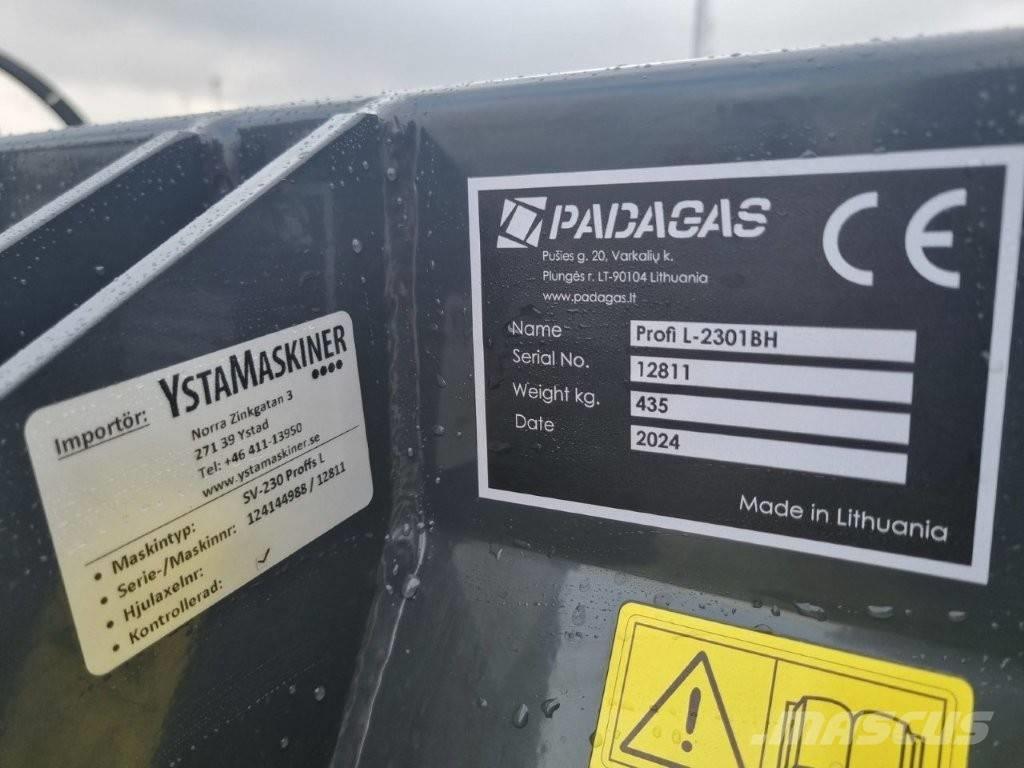 Importör: YSTAMASKINER
Norra Zinkgatan 3
271 39 Ystad
Tel: +46 411-13950
www.ystamaskiner.se
• Maskintyp: SV-230 Proffs L
• Serie-/Maskinnr: 124144988 / 12811
• Hjulaxelnr:
• Kontrollerad: ✓
PADAGAS CE
Pušies g. 20, Varkalių k.
Plungės r. LT-90104 Lithuania
www.padagas.lt
Name Profi L-2301BH
Serial No. 12811
Weight kg. 435
Date 2024
Made in Lithuania
MASCUS